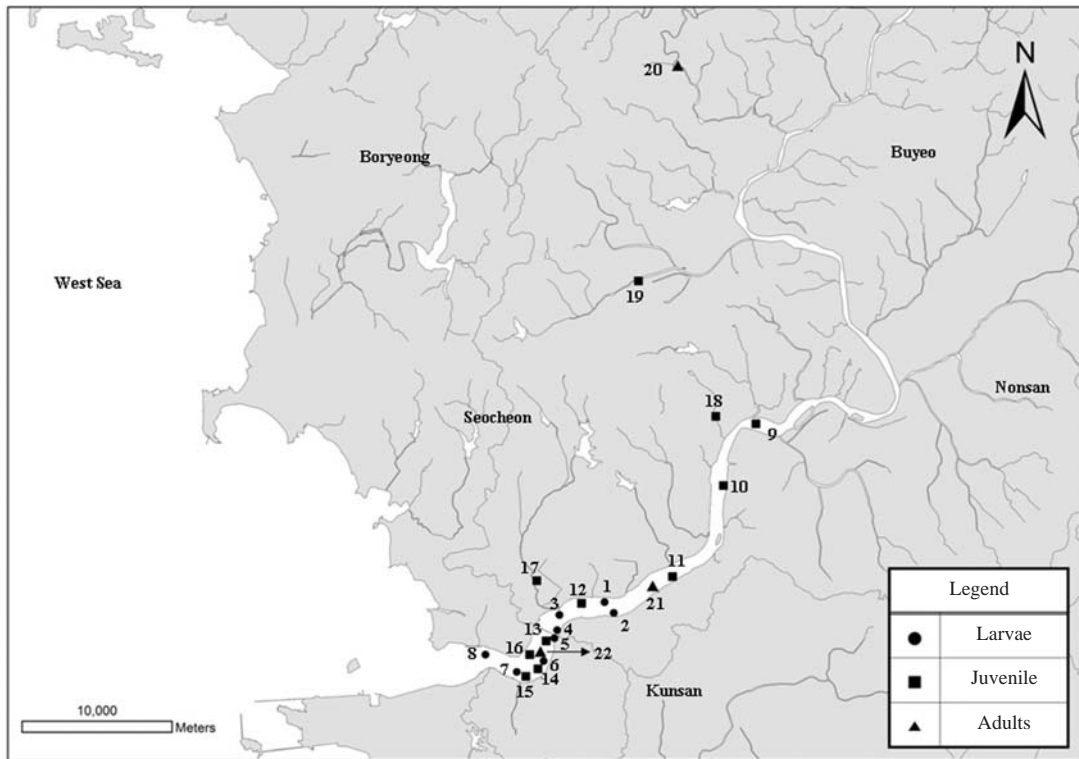 N
20
Boryeong
Buyeo
West Sea
19
Nonsan
18
Seocheon
9
10
17
11
12
1
3
21
2
4
13
5
16
22
8
6
7
14
15
Kunsan
10,000
Meters
Legend
Larvae
Juvenile
Adults